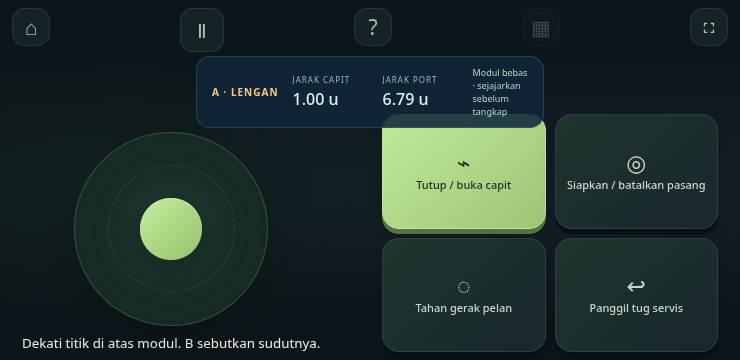 ?
A · LENGAN
JARAK CAPIT
1.00 u
JARAK PORT
6.79 u
Modul bebas
· sejajarkan
sebelum
tangkap
Tutup / buka capit
Siapkan / batalkan pasang
Tahan gerak pelan
Panggil tug servis
Dekati titik di atas modul. B sebutkan sudutnya.